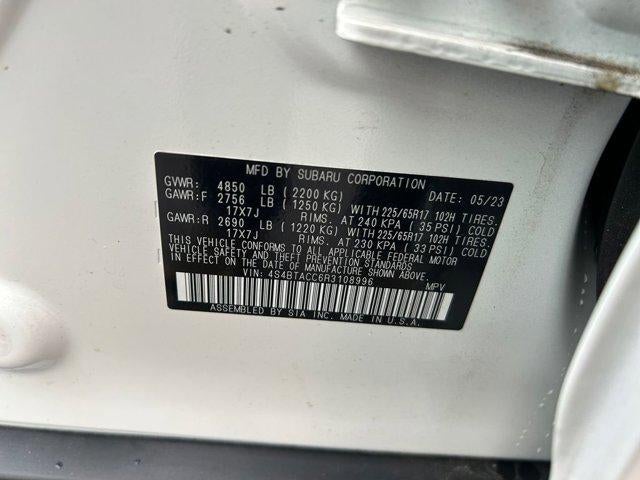 MFD BY SUBARU CORPORATION
GVWR: 4850 LB (2200 KG) DATE: 05/23
GAWR:F 2756 LB (1250 KG) WITH 225/65R17 102H TIRES.
17X7J RIMS. AT 240 KPA (35 PSI) COLD
GAWR:R 2690 LB (1220 KG) WITH 225/65R17 102H TIRES.
17X7J RIMS. AT 230 KPA (33 PSI) COLD
THIS VEHICLE CONFORMS TO ALL APPLICABLE FEDERAL MOTOR
VEHICLE SAFETY AND THEFT PREVENTION STANDARDS
IN EFFECT ON THE DATE OF MANUFACTURE SHOWN ABOVE.
VIN: 4S4BTACC6R3108996 MPV
ASSEMBLED BY SIA INC. MADE IN U.S.A.